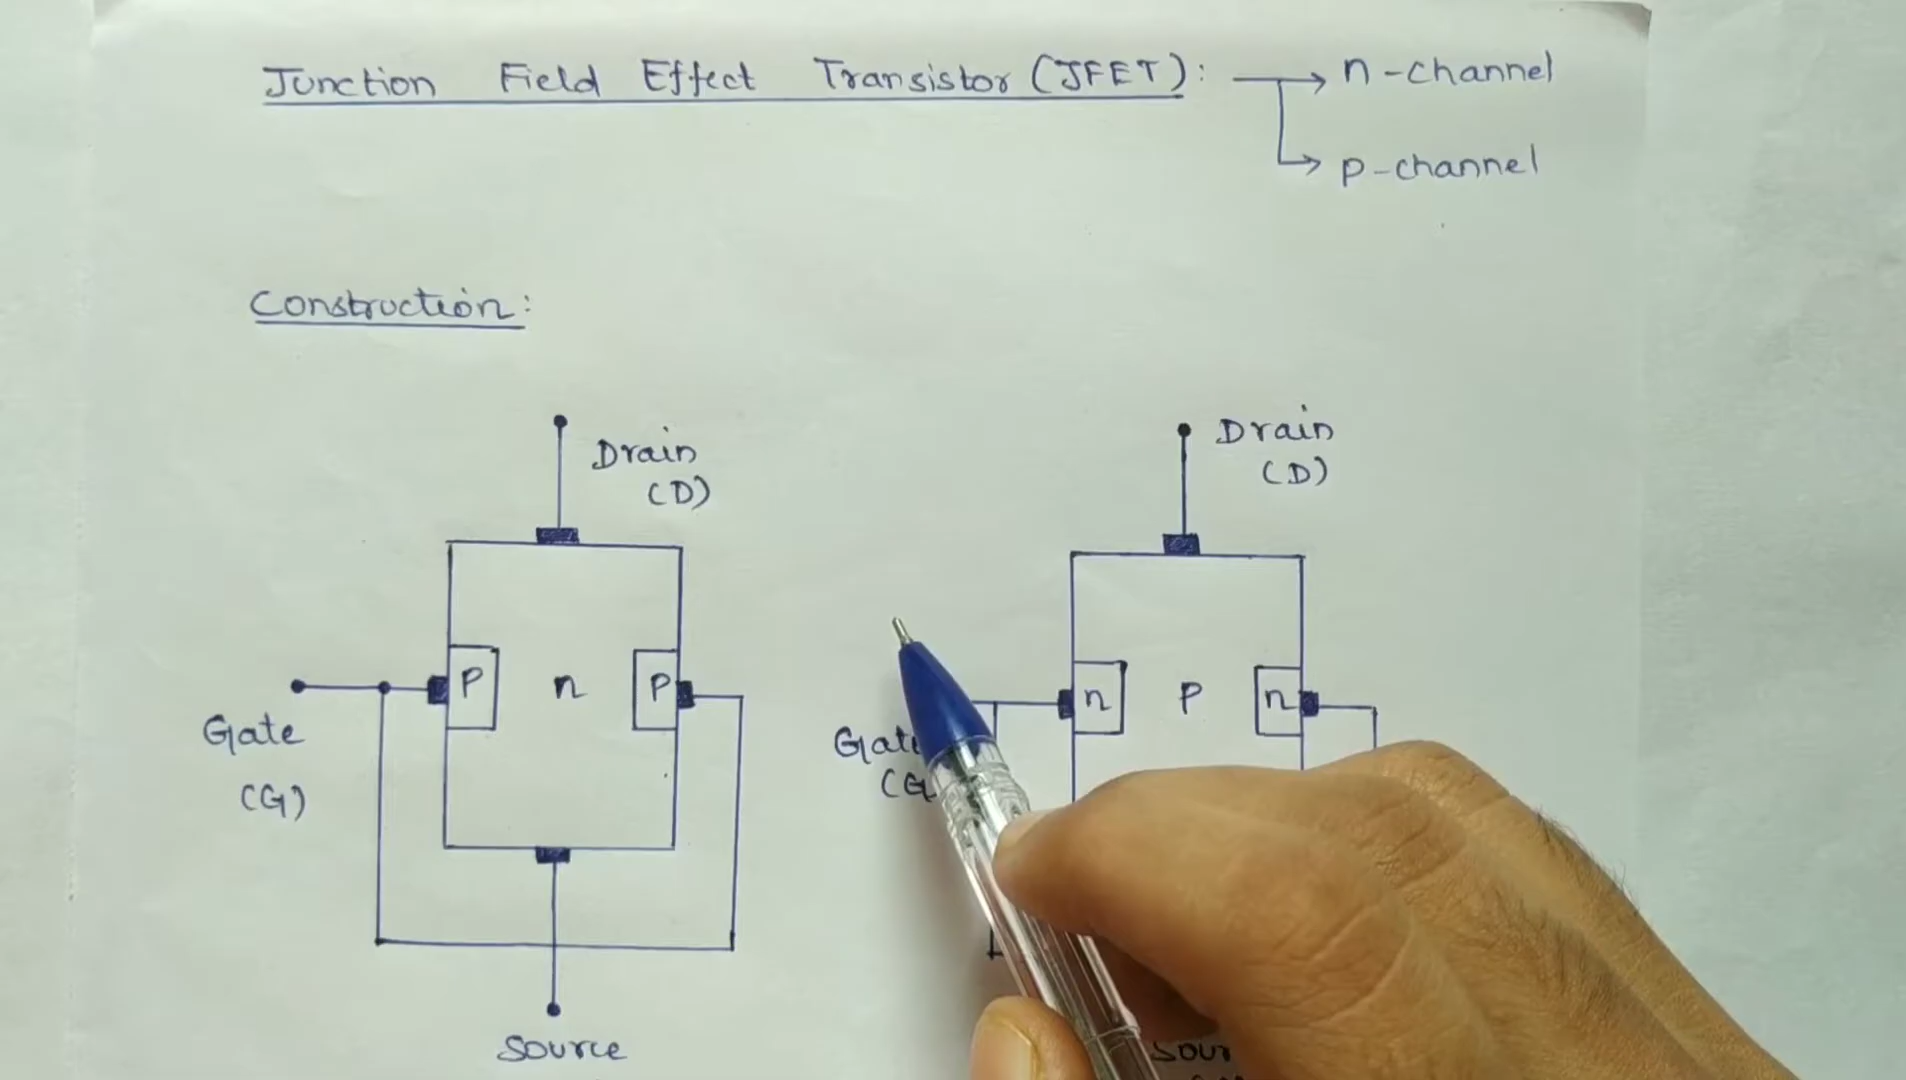 Junction Field Effect Transistor (JFET): n-channel
p-channel
Construction:
Drain
(D)
Drain
(D)
P n P
n P n
Gate
(G)
Source